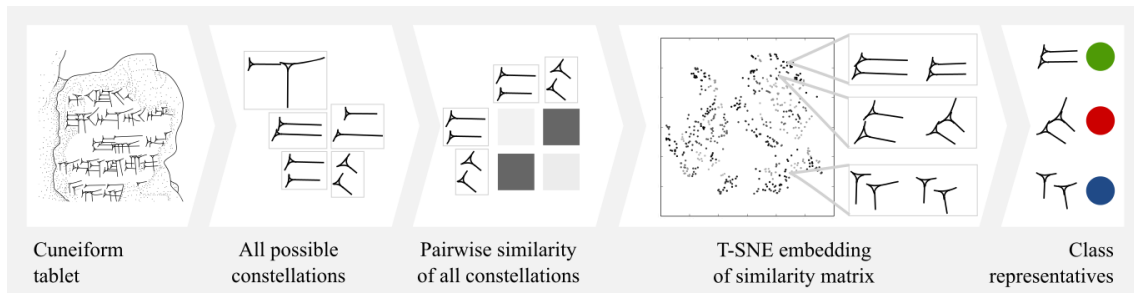 Cuneiform
tablet
All possible
constellations
Pairwise similarity
of all constellations
T-SNE embedding
of similarity matrix
Class
representatives